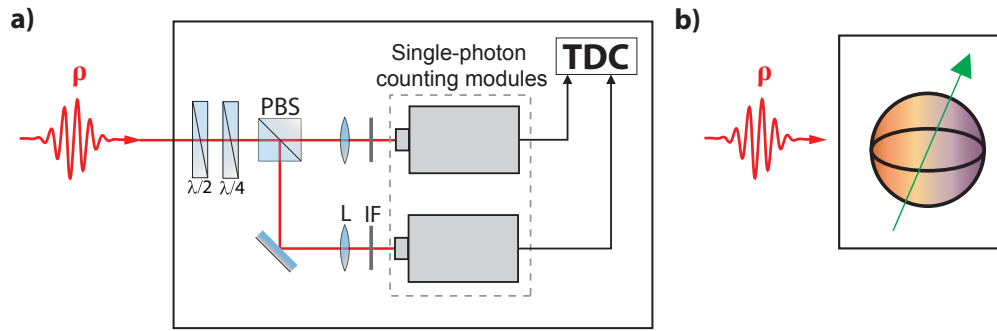 a)
ρ
λ/2
λ/4
PBS
L
IF
Single-photon
counting modules
TDC
b)
ρ